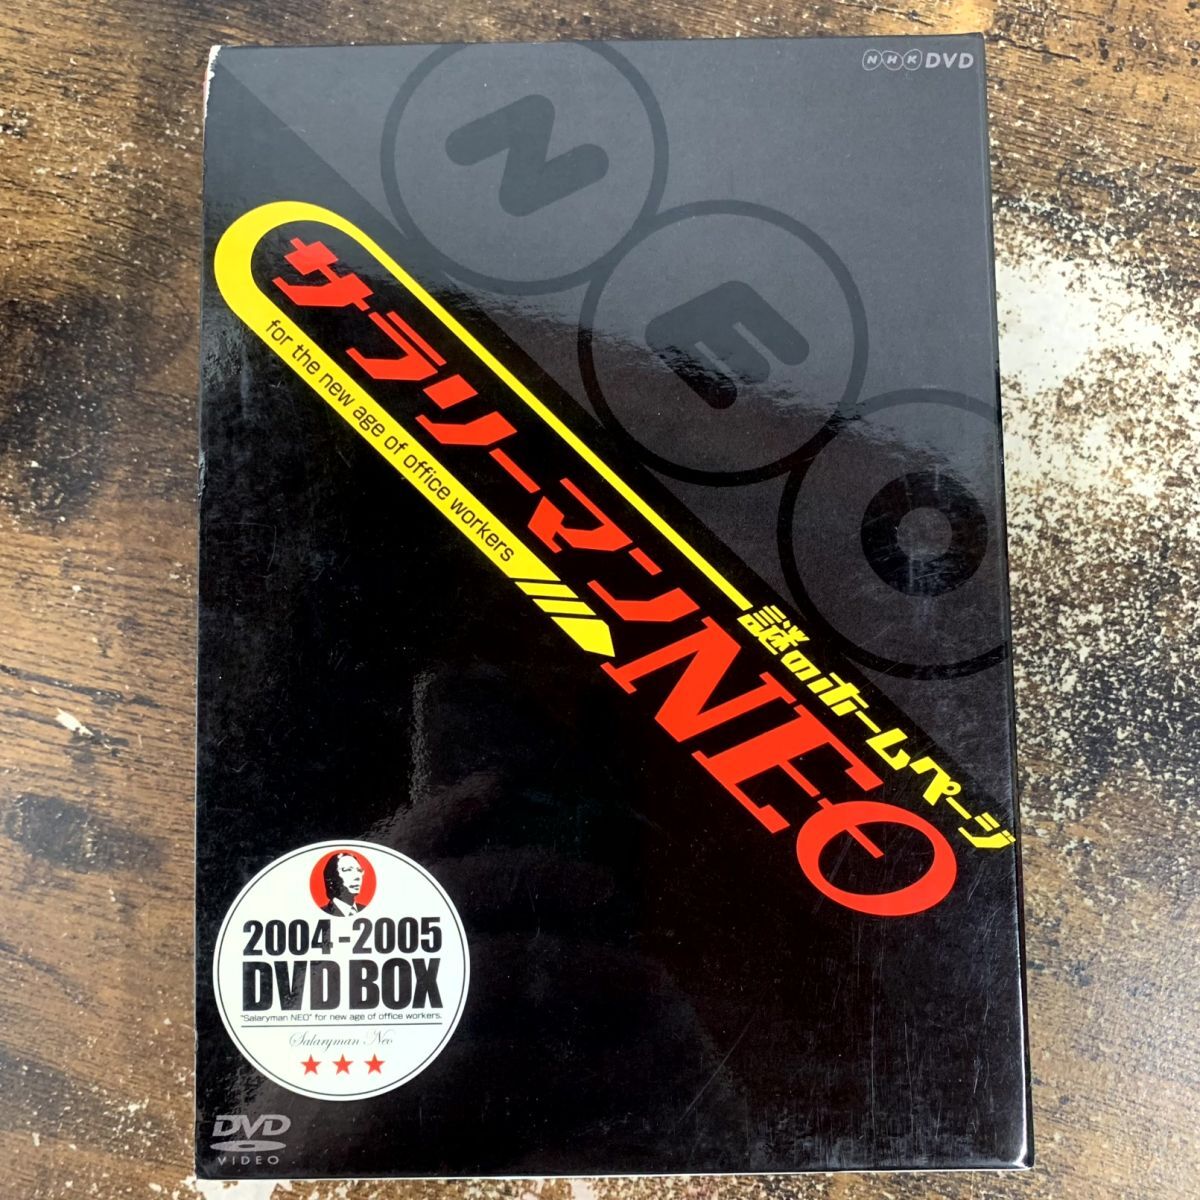 NHK DVD
NEO
サラリーマンNEO
for the new age of office workers
謎のホームページ
2004-2005
DVD BOX
"Salaryman NEO" for new age of office workers.
Salaryman Neo
DVD
VIDEO